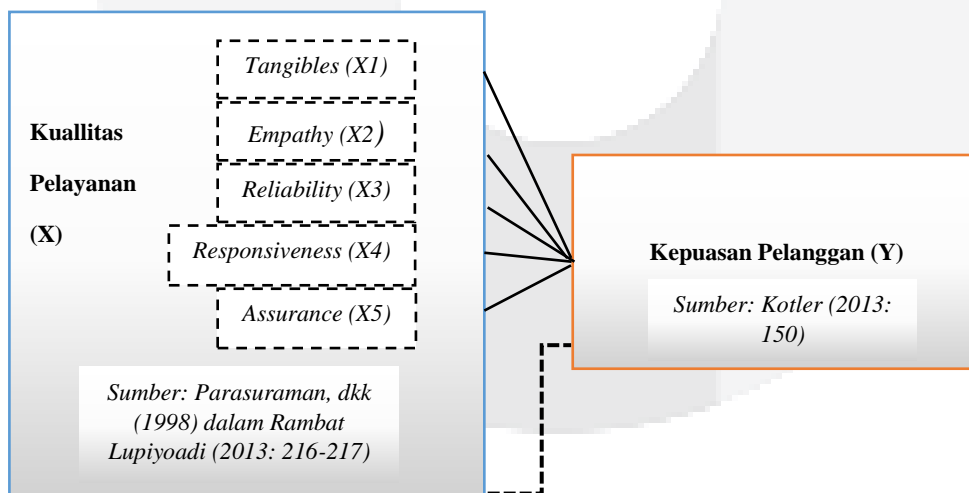 Tangibles (X1)
Kuallitas
Pelayanan
(X)
Empathy (X2)
Reliability (X3)
Responsiveness (X4)
Assurance (X5)
Sumber: Parasuraman, dkk
(1998) dalam Rambat
Lupiyoadi (2013: 216-217)
Kepuasan Pelanggan (Y)
Sumber: Kotler (2013:
150)